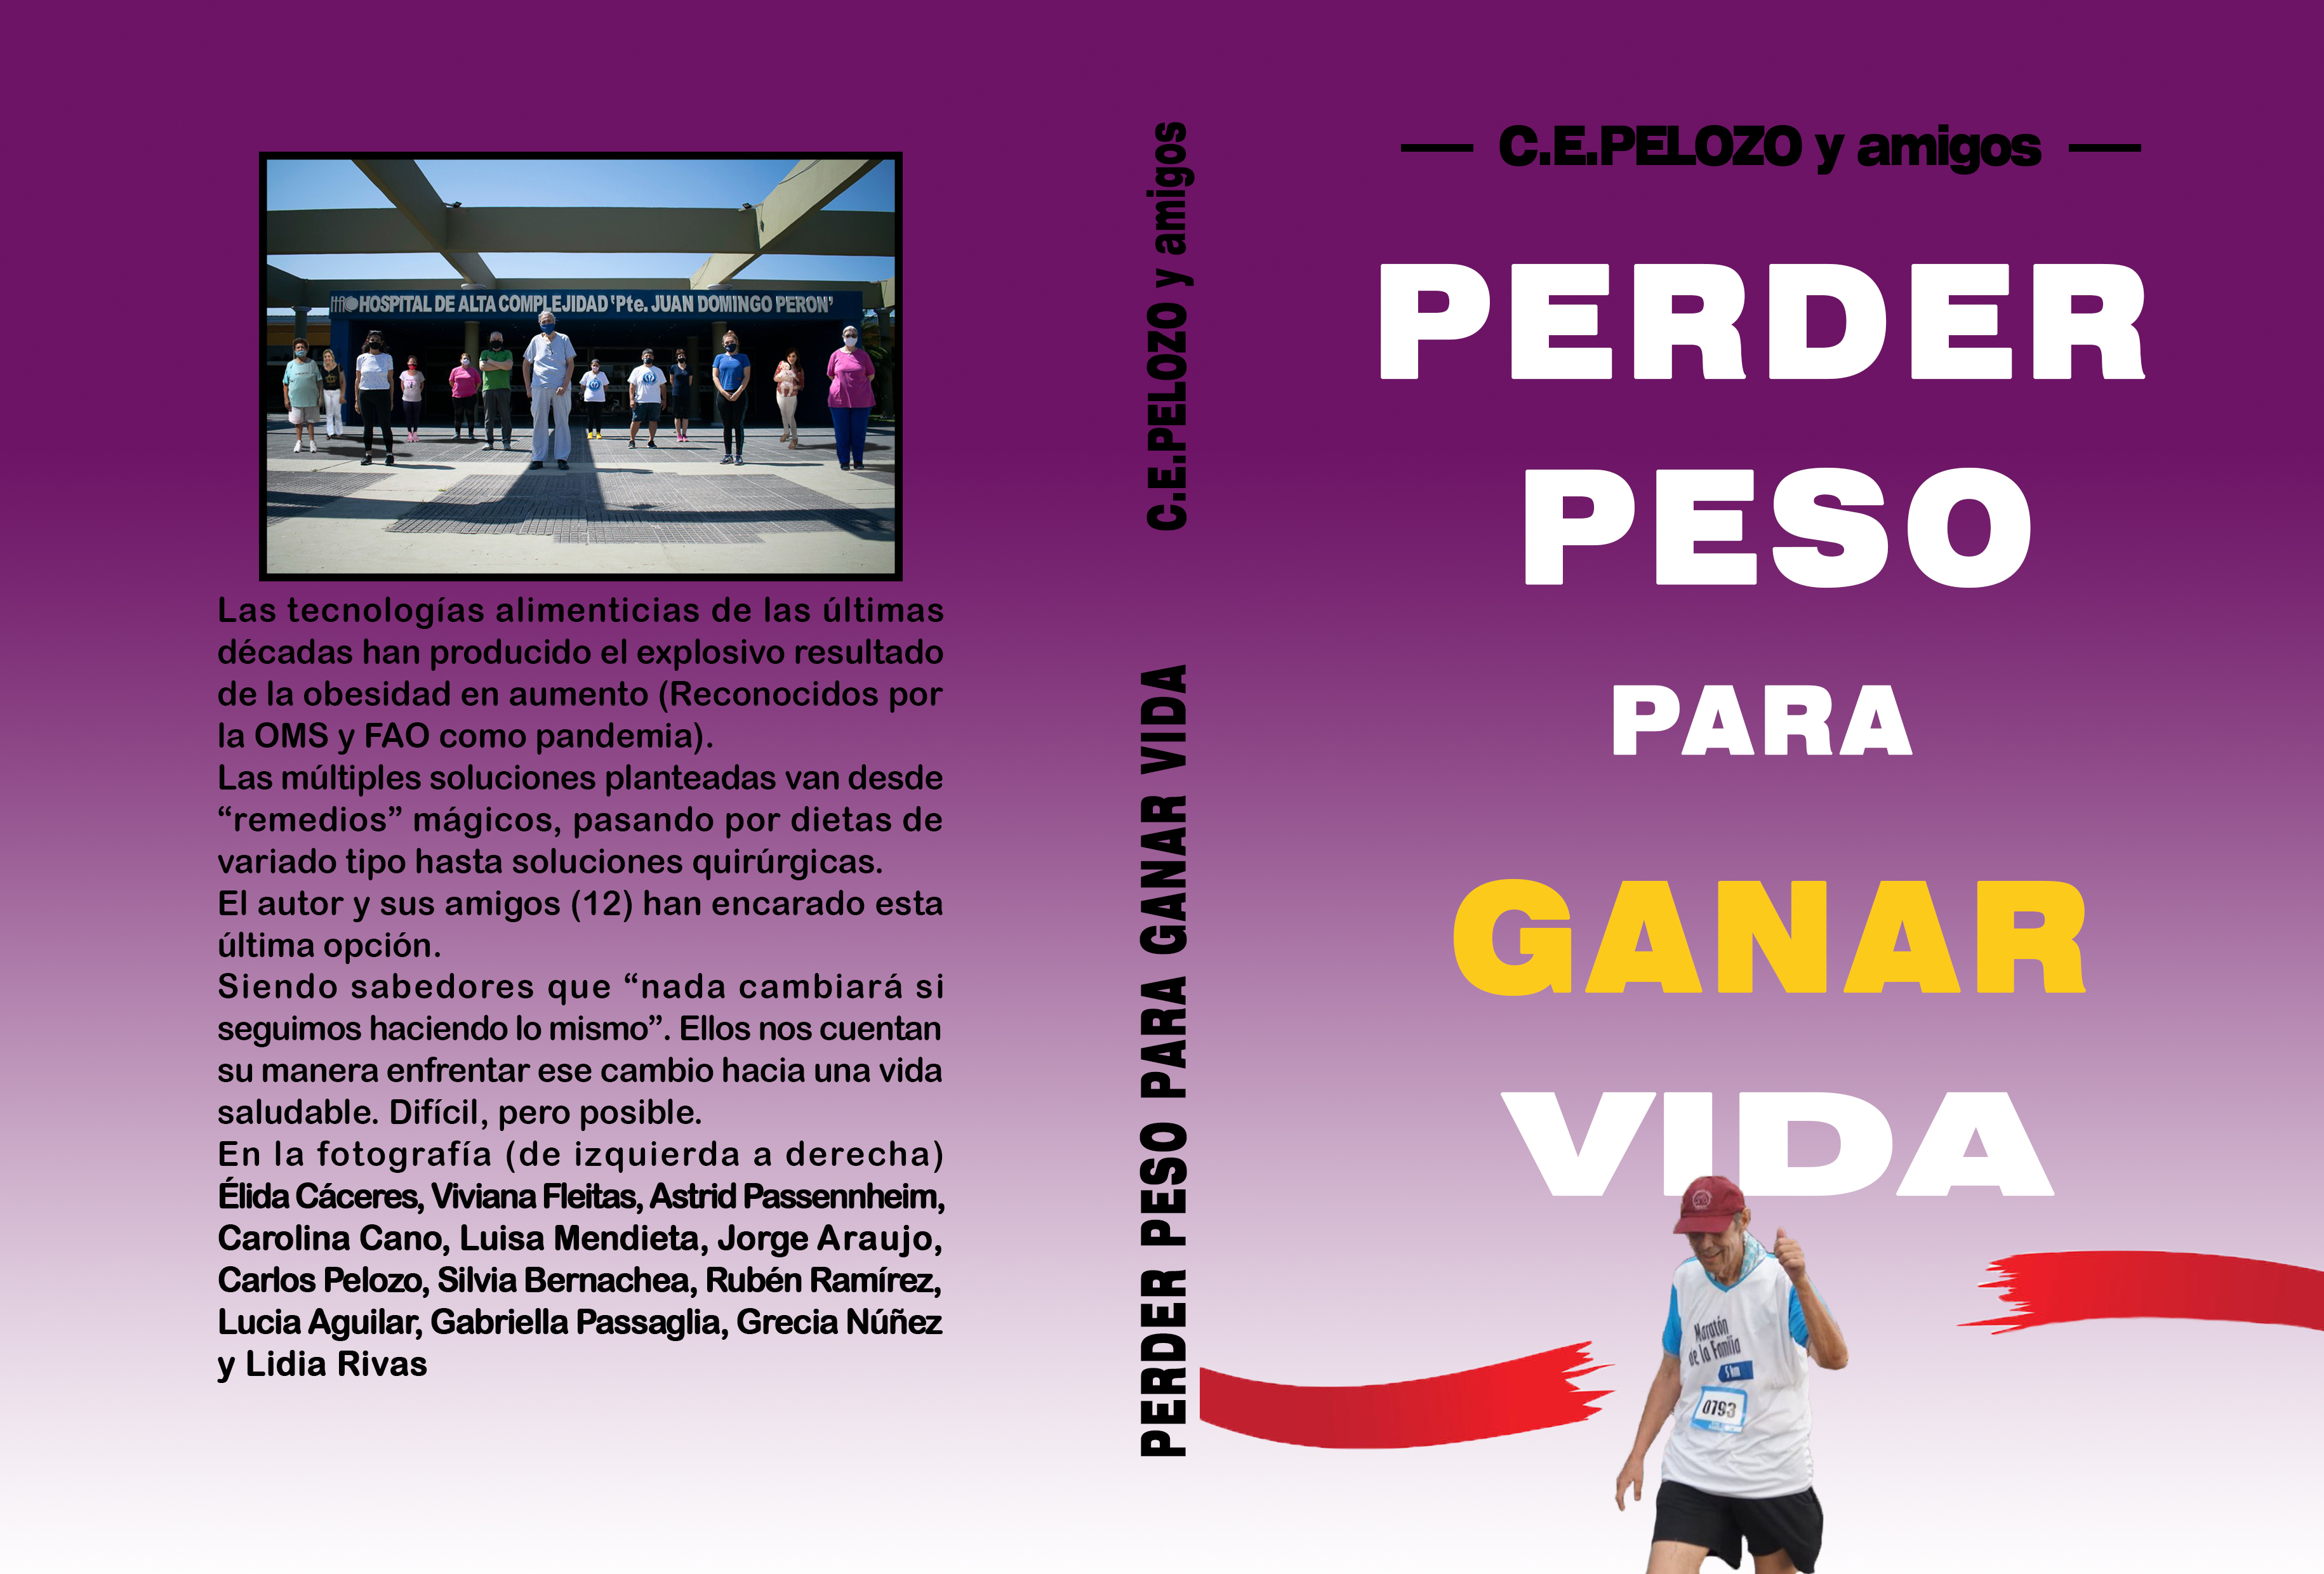 HOSPITAL DE ALTA COMPLEJIDAD 'Pte. JUAN DOMINGO PERON'
Las tecnologías alimenticias de las últimas
décadas han producido el explosivo resultado
de la obesidad en aumento (Reconocidos por
la OMS y FAO como pandemia).
Las múltiples soluciones planteadas van desde
“remedios” mágicos, pasando por dietas de
variado tipo hasta soluciones quirúrgicas.
El autor y sus amigos (12) han encarado esta
última opción.
Siendo sabedores que “nada cambiará si
seguimos haciendo lo mismo”. Ellos nos cuentan
su manera enfrentar ese cambio hacia una vida
saludable. Difícil, pero posible.
En la fotografía (de izquierda a derecha)
Élida Cáceres, Viviana Fleitas, Astrid Passennheim,
Carolina Cano, Luisa Mendieta, Jorge Araujo,
Carlos Pelozo, Silvia Bernachea, Rubén Ramírez,
Lucia Aguilar, Gabriella Passaglia, Grecia Núñez
y Lidia Rivas
PERDER PESO PARA GANAR VIDA C.E.PELOZO y amigos
C.E.PELOZO y amigos
PERDER
PESO
PARA
GANAR
VIDA
Maratón
de la Familia
5 km
0793